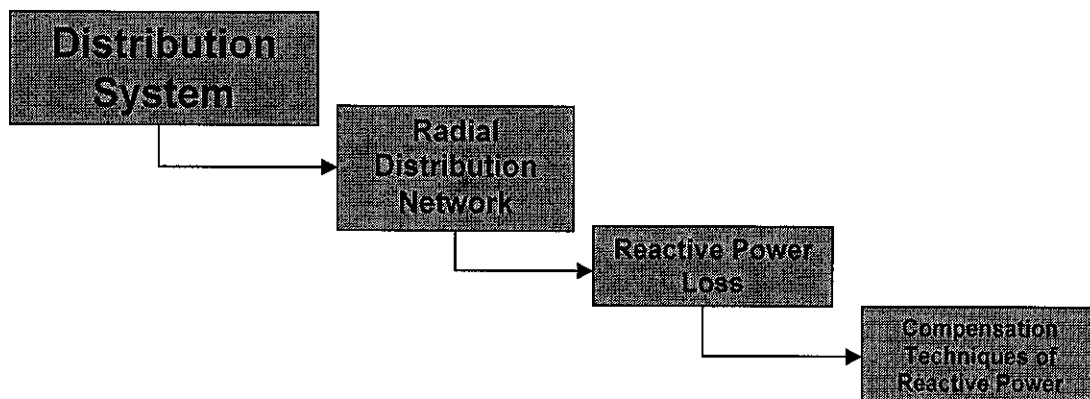 Distribution
System
Radial
Distribution
Network
Reactive Power
Loss
Compensation
Techniques of
Reactive Power